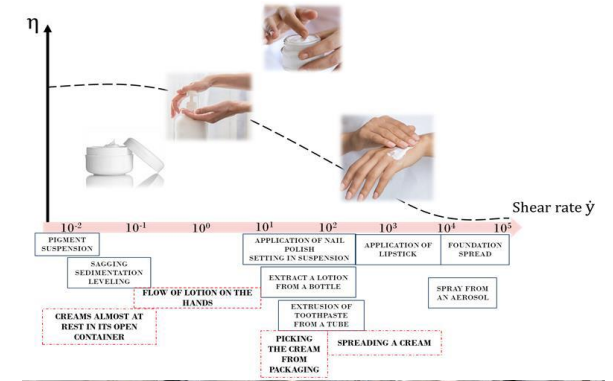 η
Shear rate ẏ
10⁻² 10⁻¹ 10⁰ 10¹ 10² 10³ 10⁴ 10⁵
PIGMENT
SUSPENSION
SAGGING
SEDIMENTATION
LEVELING
APPLICATION OF NAIL
POLISH
SETTING IN SUSPENSION
APPLICATION OF
LIPSTICK
FOUNDATION
SPREAD
EXTRACT A LOTION
FROM A BOTTLE
SPRAY FROM
AN AEROSOL
FLOW OF LOTION ON THE
HANDS
EXTRUSION OF
TOOTHPASTE
FROM A TUBE
CREAMS ALMOST AT
REST IN ITS OPEN
CONTAINER
PICKING
THE CREAM
FROM
PACKAGING
SPREADING A CREAM